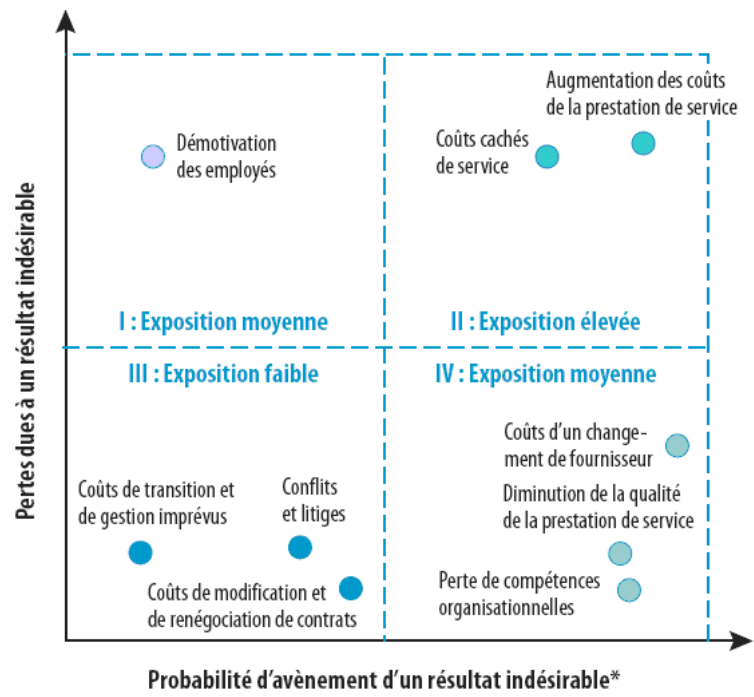 Pertes dues à un résultat indésirable
Augmentation des coûts
de la prestation de service
Démotivation
des employés
Coûts cachés
de service
I : Exposition moyenne
II : Exposition élevée
III : Exposition faible
IV : Exposition moyenne
Coûts d'un change-
ment de fournisseur
Coûts de transition et
de gestion imprévus
Conflits
et litiges
Diminution de la qualité
de la prestation de service
Coûts de modification et
de renégociation de contrats
Perte de compétences
organisationnelles
Probabilité d'avènement d'un résultat indésirable*